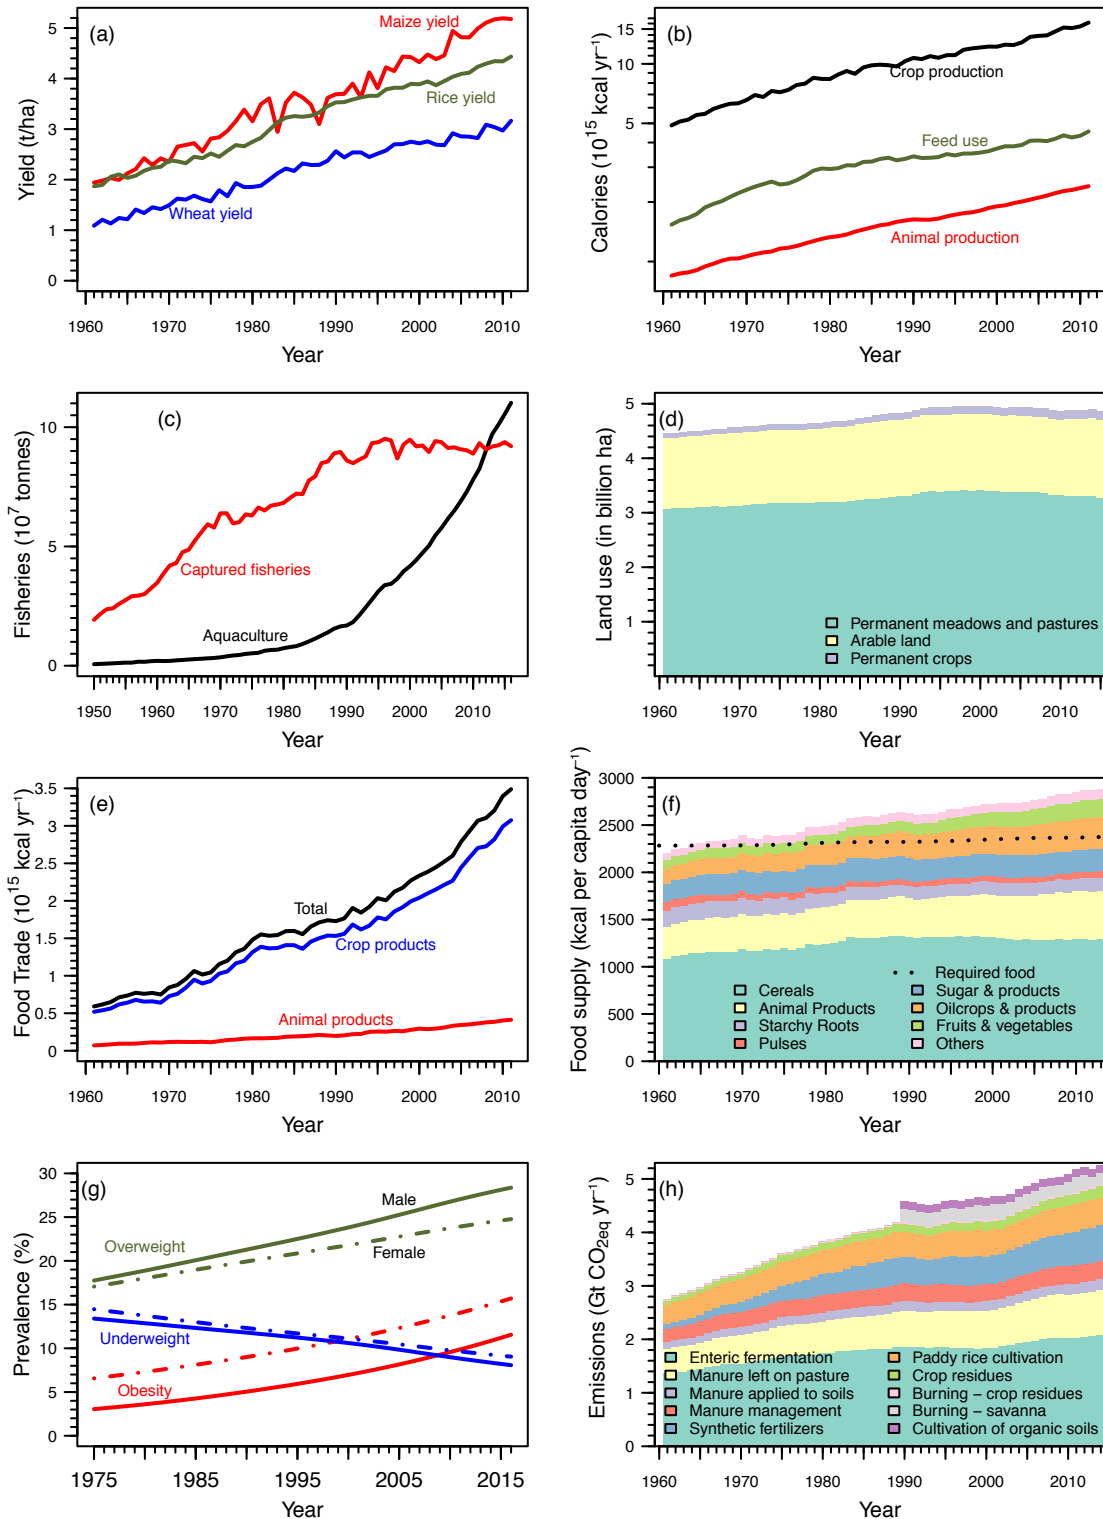 (a)
Maize yield
Rice yield
Wheat yield
Yield (t/ha)
5
4
3
2
1
0
1960 1970 1980 1990 2000 2010
Year
(b)
Crop production
Feed use
Animal production
Calories (10¹⁵ kcal yr⁻¹)
15
10
5
1960 1970 1980 1990 2000 2010
Year
(c)
Captured fisheries
Aquaculture
Fisheries (10⁷ tonnes)
10
5
0
1950 1960 1970 1980 1990 2000 2010
Year
(d)
Land use (in billion ha)
5
4
3
2
1
Permanent meadows and pastures
Arable land
Permanent crops
1960 1970 1980 1990 2000 2010
Year
(e)
Total
Crop products
Animal products
Food Trade (10¹⁵ kcal yr⁻¹)
3.5
3
2.5
2
1.5
1
0.5
0
1960 1970 1980 1990 2000 2010
Year
(f)
Food supply (kcal per capita day⁻¹)
3000
2500
2000
1500
1000
500
0
Required food
Cereals
Animal Products
Starchy Roots
Pulses
Sugar & products
Oilcrops & products
Fruits & vegetables
Others
1960 1970 1980 1990 2000 2010
Year
(g)
Male
Female
Overweight
Underweight
Obesity
Prevalence (%)
30
25
20
15
10
5
0
1975 1985 1995 2005 2015
Year
(h)
Emissions (Gt CO₂eq yr⁻¹)
5
4
3
2
1
0
Enteric fermentation
Manure left on pasture
Manure applied to soils
Manure management
Synthetic fertilizers
Paddy rice cultivation
Crop residues
Burning − crop residues
Burning − savanna
Cultivation of organic soils
1960 1970 1980 1990 2000 2010
Year